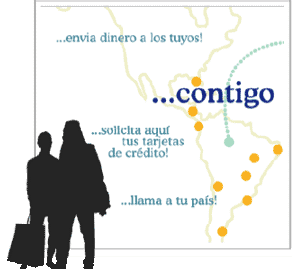 ...envia dinero a los tuyos!
...contigo
...solicita aquí
tus tarjetas
de crédito!
...llama a tu país!